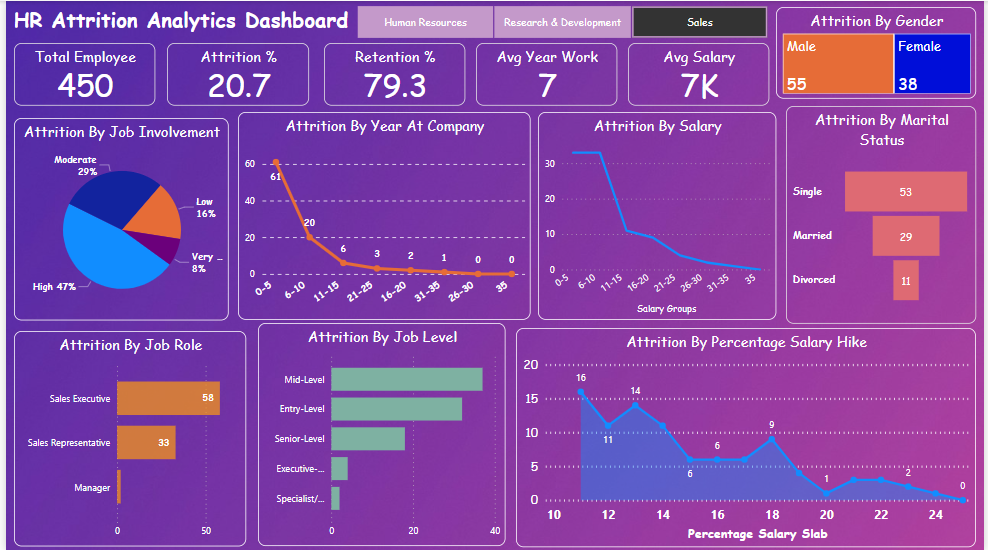 HR Attrition Analytics Dashboard
Human Resources
Research & Development
Sales
Attrition By Gender
Male
55
Female
38
Total Employee
450
Attrition %
20.7
Retention %
79.3
Avg Year Work
7
Avg Salary
7K
Attrition By Job Involvement
Moderate
29%
Low
16%
Very ...
8%
High 47%
Attrition By Year At Company
60
40
20
0
61
20
6
3
2
1
0
0
0-5
6-10
11-15
21-25
16-20
31-35
26-30
35
Attrition By Salary
30
20
10
0
0-5
6-10
11-15
16-20
21-25
26-30
31-35
35
Salary Groups
Attrition By Marital
Status
Single
53
Married
29
Divorced
11
Attrition By Job Role
Sales Executive
58
Sales Representative
33
Manager
0
50
Attrition By Job Level
Mid-Level
Entry-Level
Senior-Level
Executive-...
Specialist/...
0
20
40
Attrition By Percentage Salary Hike
20
15
10
5
0
16
11
14
6
6
9
1
2
0
10
12
14
16
18
20
22
24
Percentage Salary Slab